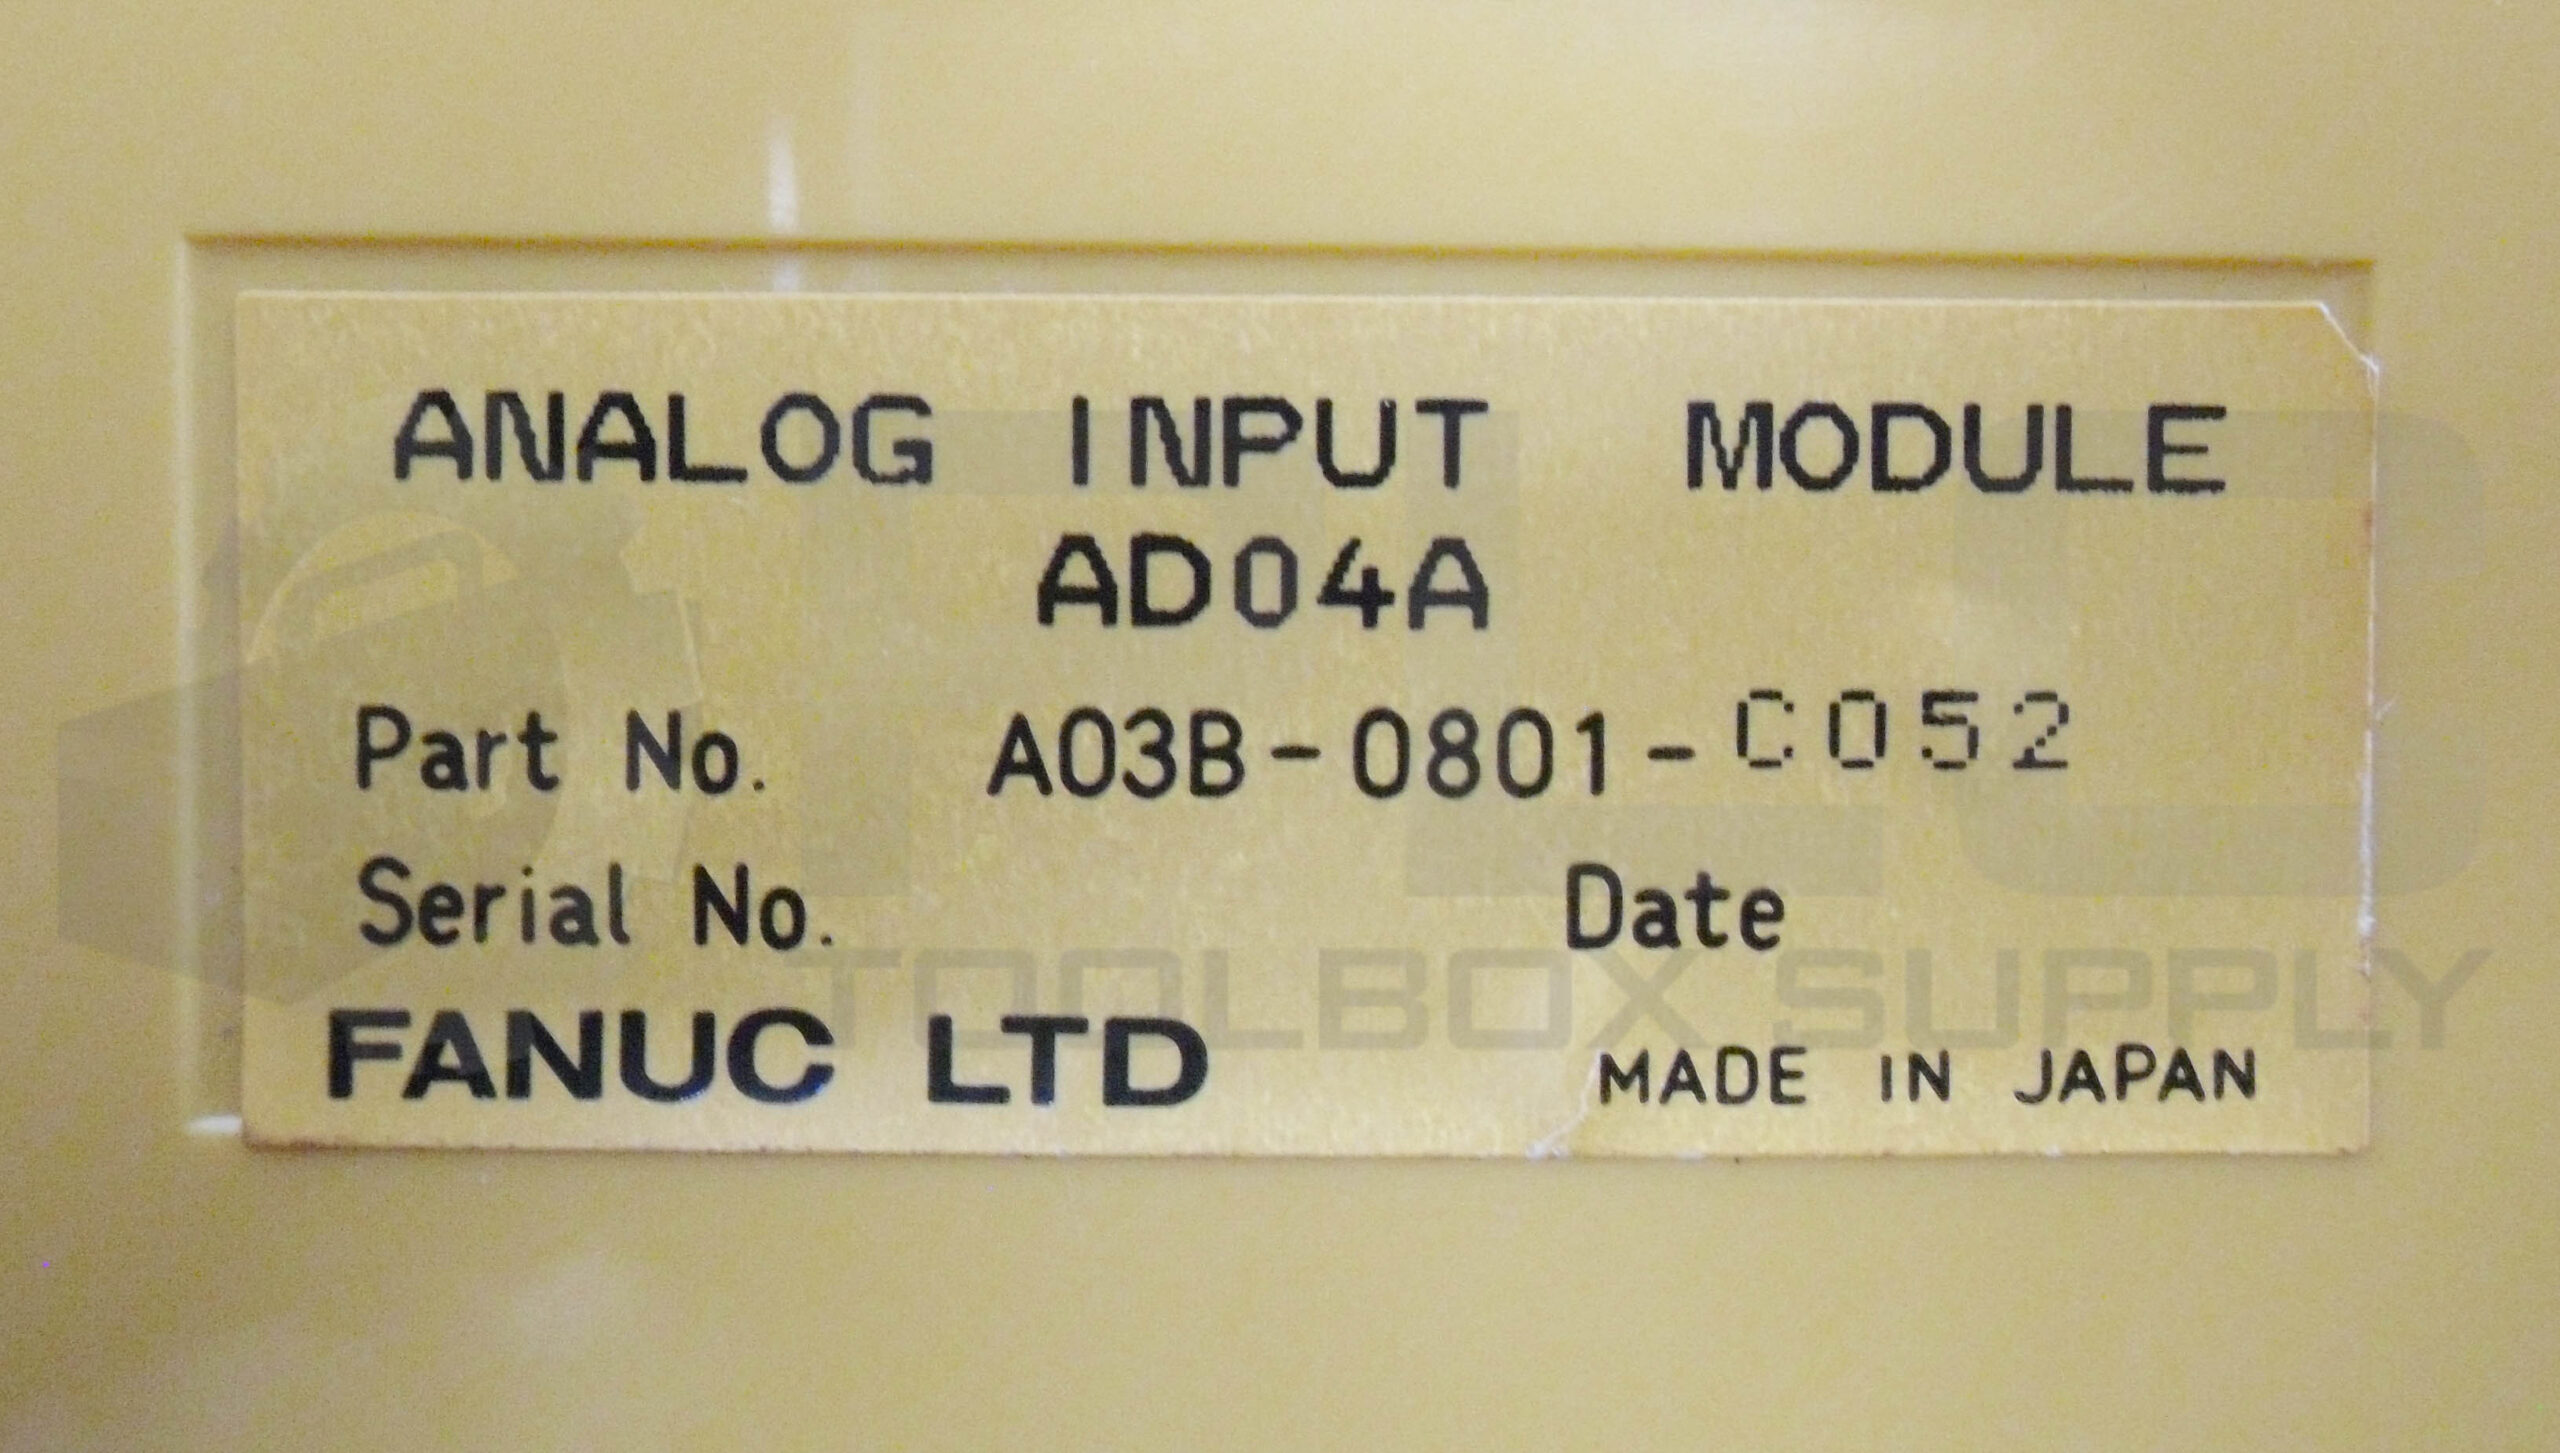 ANALOG INPUT MODULE
AD04A
Part No. A03B-0801-C052
Serial No. Date
FANUC LTD MADE IN JAPAN
TOOLBOX SUPPLY